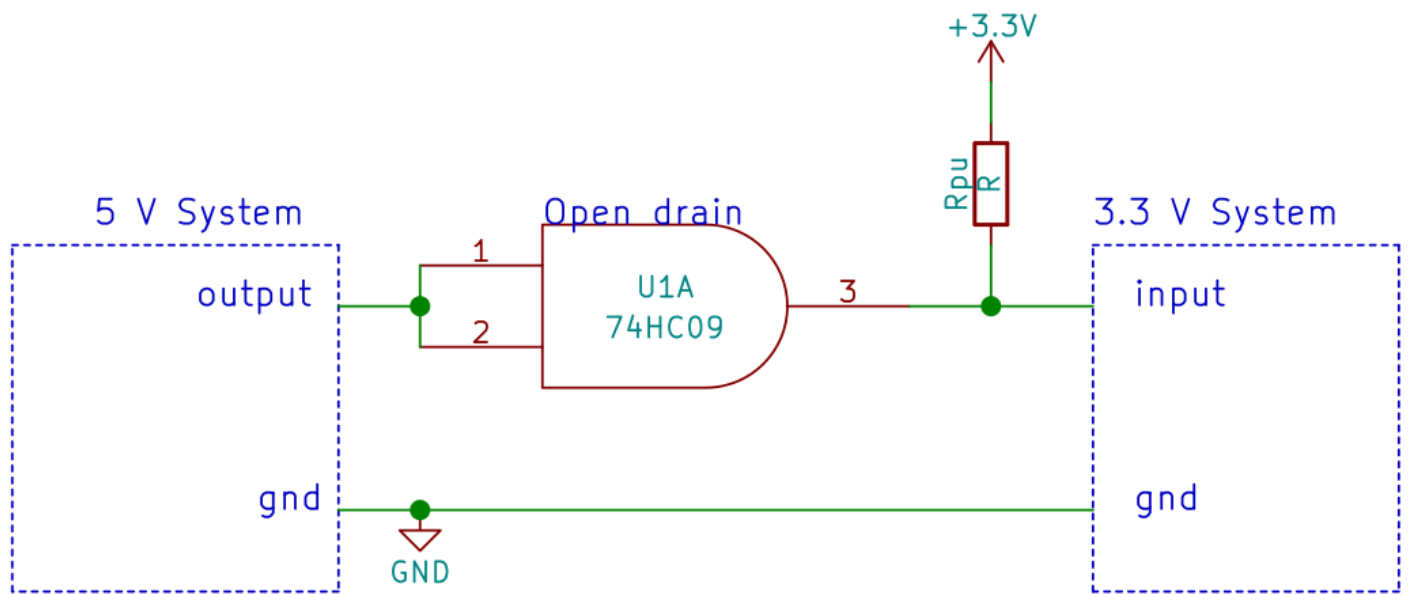 +3.3V
Rpu
R
5 V System
Open drain
3.3 V System
1
output
U1A
3
input
74HC09
2
gnd
gnd
GND